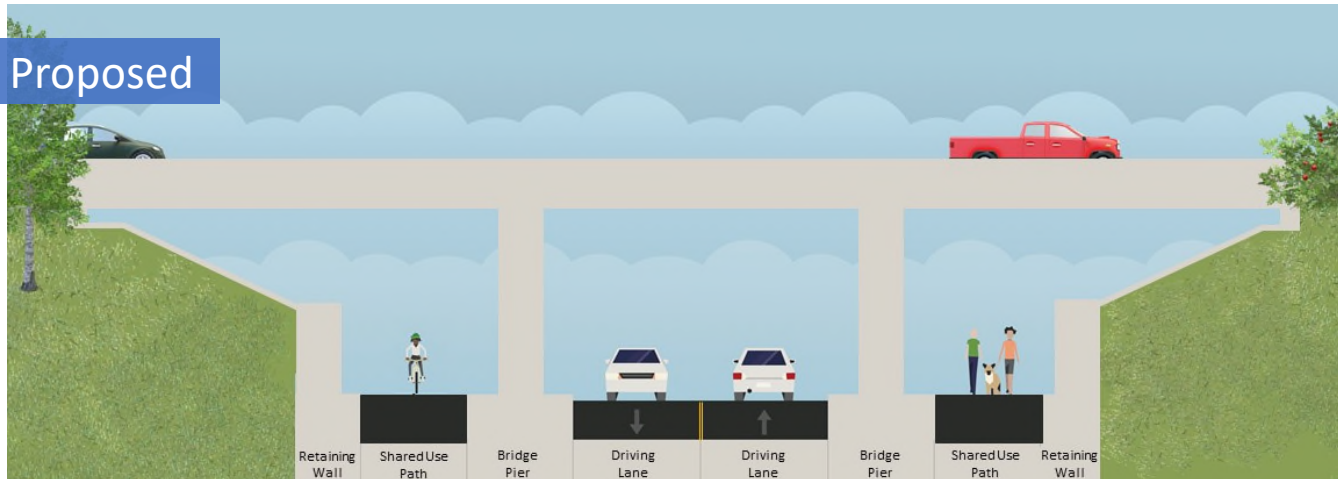 Proposed
Retaining
Wall
Shared Use
Path
Bridge
Pier
Driving
Lane
Driving
Lane
Bridge
Pier
Shared Use
Path
Retaining
Wall